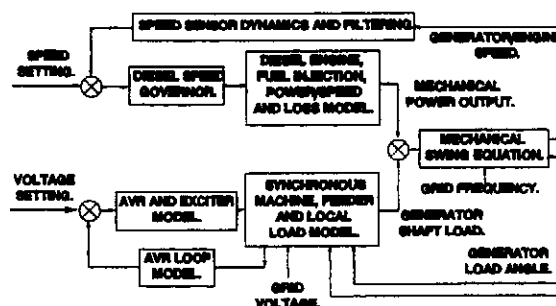 SPEED SENSOR DYNAMICS AND FILTERING
GENERATOR/ENGINE
SPEED.
SPEED
SETTING.
DIESEL SPEED
GOVERNOR.
DIESEL ENGINE,
FUEL INJECTION,
POWER/SPEED
AND LOSS MODEL.
MECHANICAL
POWER OUTPUT.
MECHANICAL
SWING EQUATION.
GRID FREQUENCY.
VOLTAGE
SETTING.
AVR AND EXCITER
MODEL.
SYNCHRONOUS
MACHINE, FEEDER
AND LOCAL
LOAD MODEL.
GENERATOR
SHAFT LOAD.
AVR LOOP
MODEL.
GRID
VOLTAGE.
GENERATOR
LOAD ANGLE.